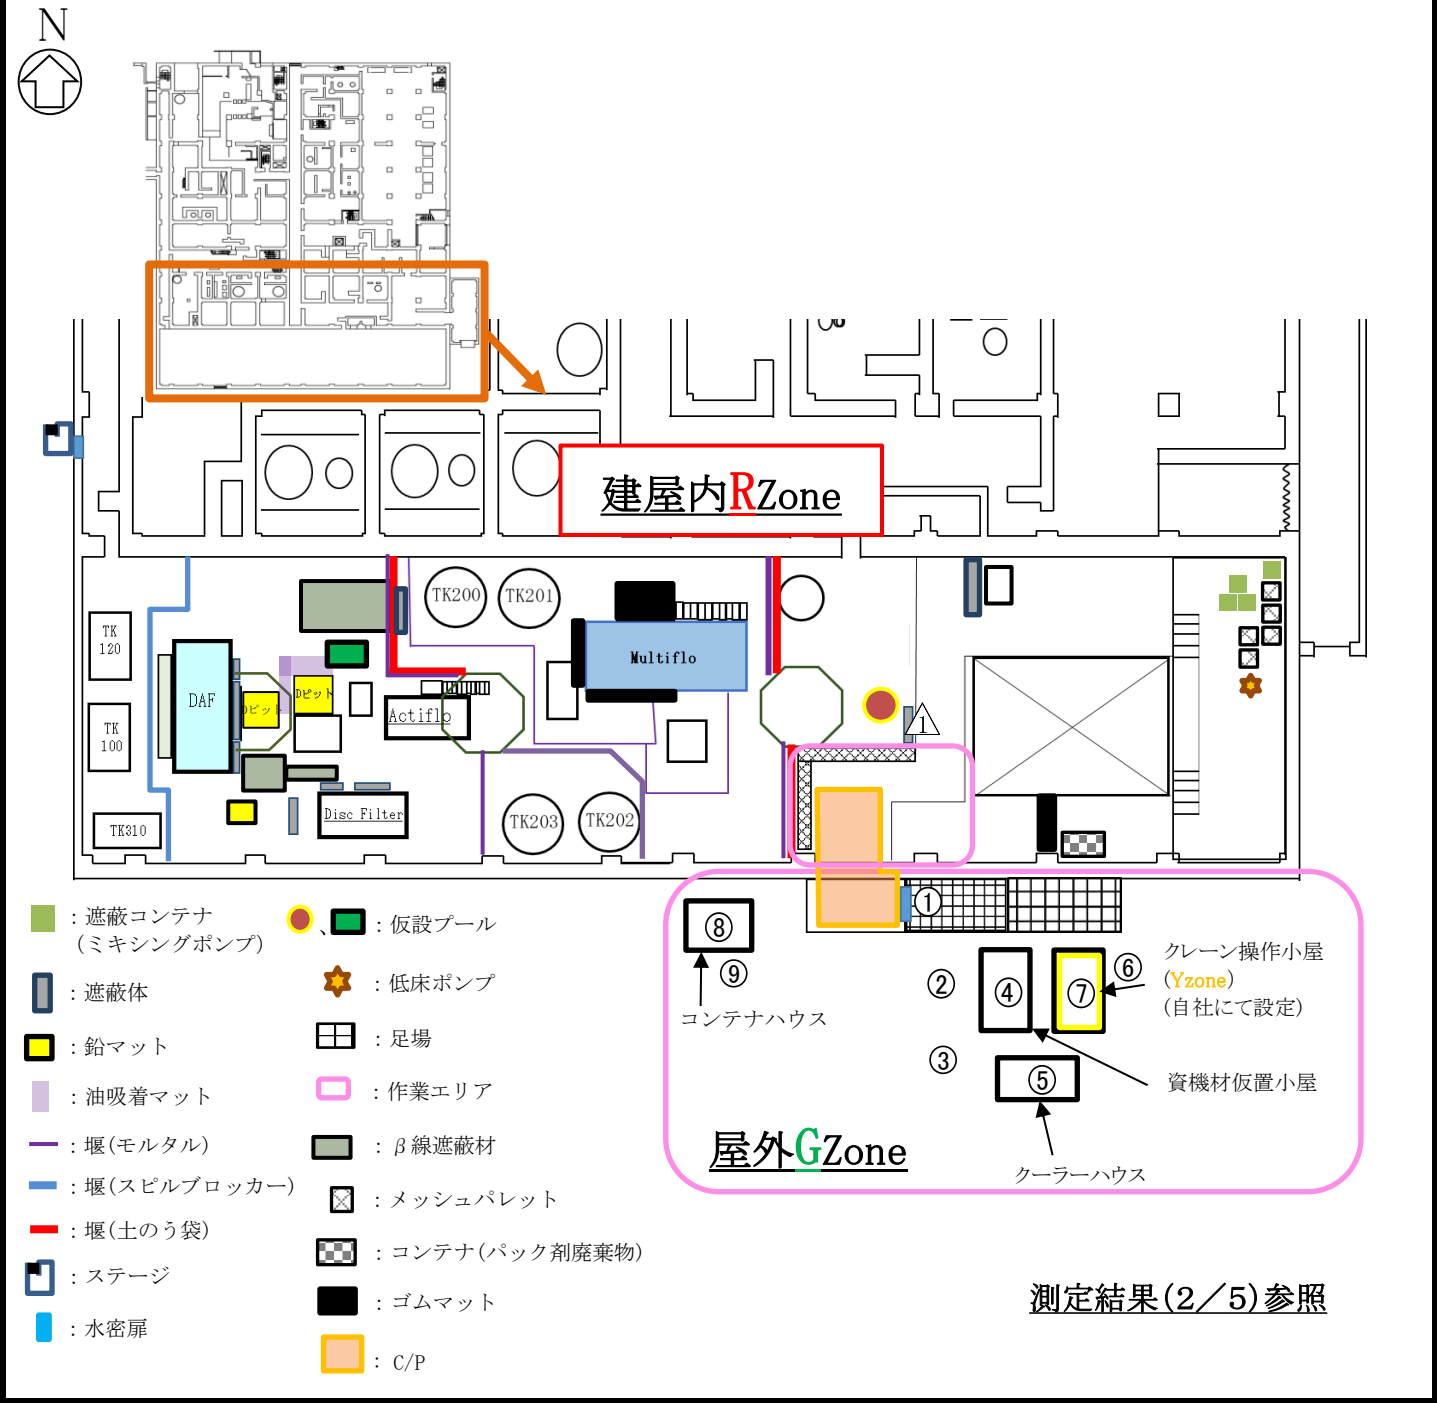 N
建屋内RZone
TK200
TK201
TK
120
DAF
Dピット
Dピット
Multiflo
Actiflo
TK
100
1
TK310
Disc Filter
TK203
TK202
①
⑧
⑨
コンテナハウス
②
④
⑦
⑥
クレーン操作小屋
(Yzone)
(自社にて設定)
③
⑤
資機材仮置小屋
クーラーハウス
屋外GZone
：遮蔽コンテナ
(ミキシングポンプ)
：遮蔽体
：鉛マット
：油吸着マット
：堰(モルタル)
：堰(スピルブロッカー)
：堰(土のう袋)
：ステージ
：水密扉
、
：仮設プール
：低床ポンプ
：足場
：作業エリア
：β線遮蔽材
：メッシュパレット
：コンテナ(パック剤廃棄物)
：ゴムマット
：C/P
測定結果(2／5)参照